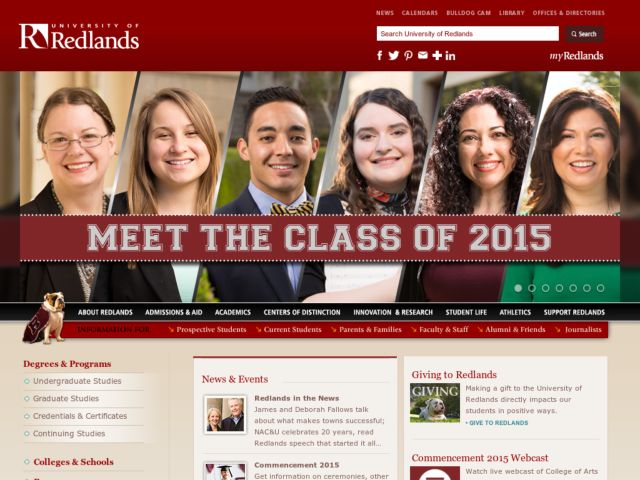 NEWS CALENDARS BULLDOG CAM LIBRARY OFFICES & DIRECTORIES
R UNIVERSITY OF
Redlands
Search University of Redlands Search
myRedlands
MEET THE CLASS OF 2015
ABOUT REDLANDS ADMISSIONS & AID ACADEMICS CENTERS OF DISTINCTION INNOVATION & RESEARCH STUDENT LIFE ATHLETICS SUPPORT REDLANDS
INFORMATION FOR Prospective Students Current Students Parents & Families Faculty & Staff Alumni & Friends Journalists
Degrees & Programs
Undergraduate Studies
Graduate Studies
Credentials & Certificates
Continuing Studies
Colleges & Schools
News & Events
Redlands in the News
James and Deborah Fallows talk
about what makes towns successful;
NAC&U celebrates 20 years, read
Redlands speech that started it all...
Commencement 2015
Get information on ceremonies, other
Giving to Redlands
GIVING
Making a gift to the University of
Redlands directly impacts our
students in positive ways.
• GIVE TO REDLANDS
Commencement 2015 Webcast
Watch live webcast of College of Arts